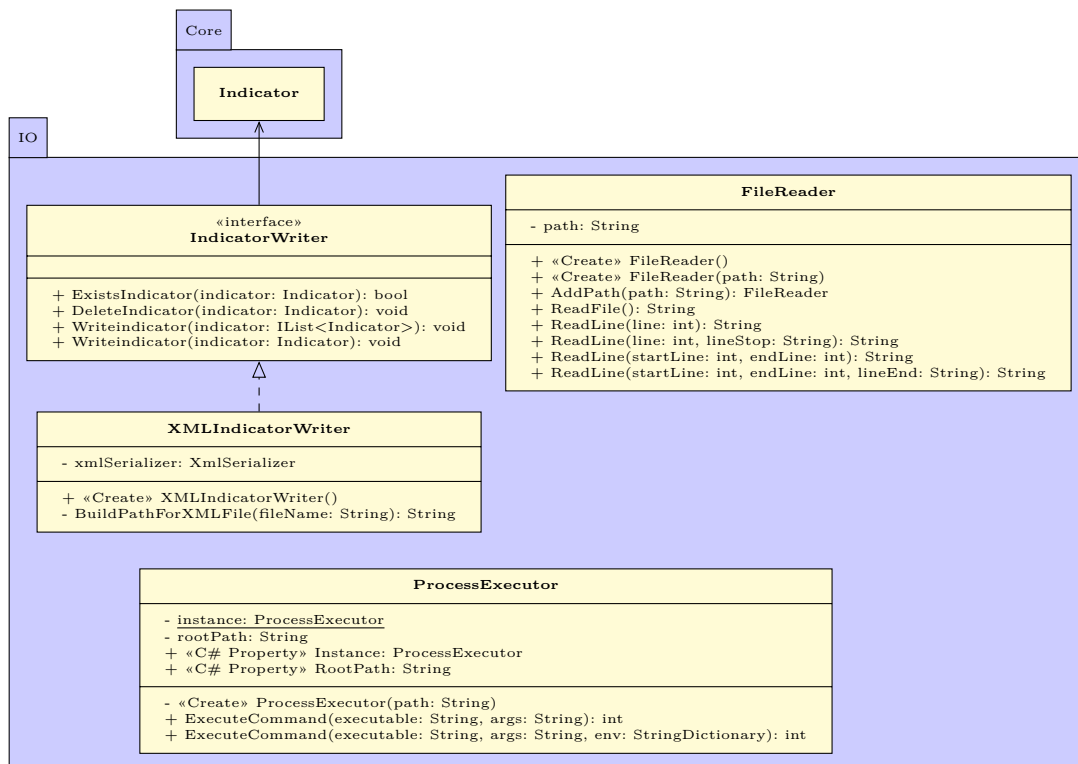 Core
Indicator
IO
«interface»
IndicatorWriter
+ ExistsIndicator(indicator: Indicator): bool
+ DeleteIndicator(indicator: Indicator): void
+ Writeindicator(indicator: IList<Indicator>): void
+ Writeindicator(indicator: Indicator): void
FileReader
- path: String
+ «Create» FileReader()
+ «Create» FileReader(path: String)
+ AddPath(path: String): FileReader
+ ReadFile(): String
+ ReadLine(line: int): String
+ ReadLine(line: int, lineStop: String): String
+ ReadLine(startLine: int, endLine: int): String
+ ReadLine(startLine: int, endLine: int, lineEnd: String): String
XMLIndicatorWriter
- xmlSerializer: XmlSerializer
+ «Create» XMLIndicatorWriter()
- BuildPathForXMLFile(fileName: String): String
ProcessExecutor
- instance: ProcessExecutor
- rootPath: String
+ «C# Property» Instance: ProcessExecutor
+ «C# Property» RootPath: String
- «Create» ProcessExecutor(path: String)
+ ExecuteCommand(executable: String, args: String): int
+ ExecuteCommand(executable: String, args: String, env: StringDictionary): int